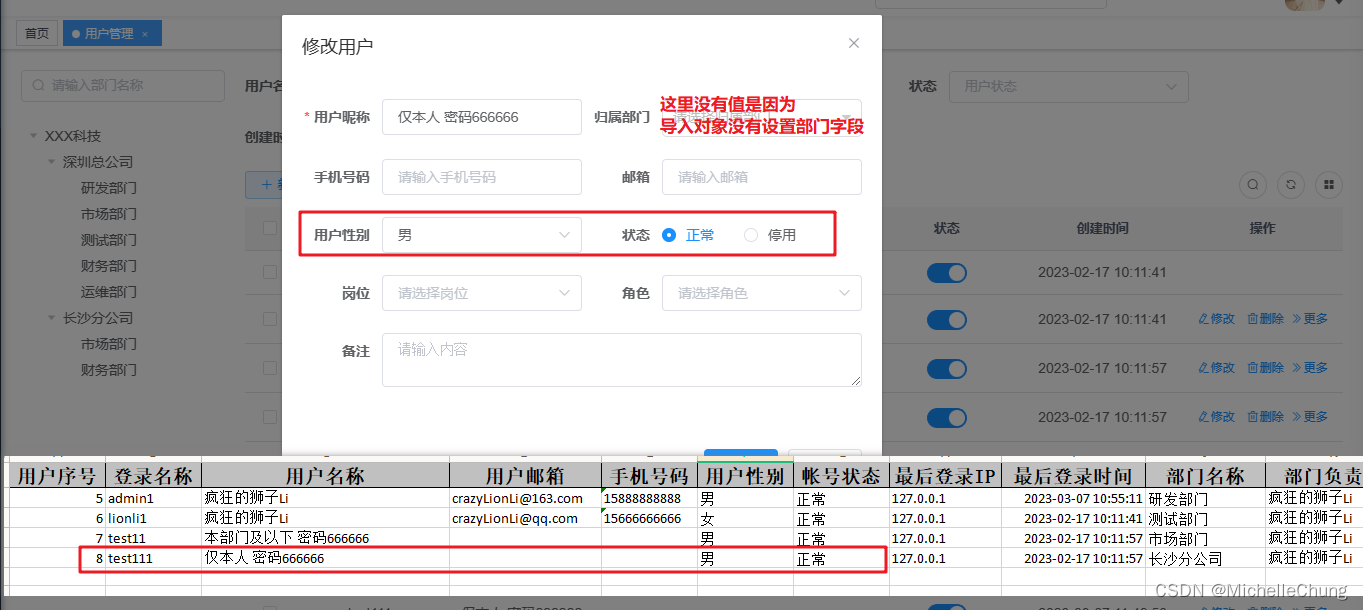 首页
用户管理 ×
请输入部门名称
用户名
状态
用户状态
创建时
XXX科技
深圳总公司
研发部门
市场部门
测试部门
财务部门
运维部门
长沙分公司
市场部门
财务部门
修改用户
* 用户昵称
仅本人 密码666666
归属部门
这里没有值是因为
导入对象没有设置部门字段
手机号码
请输入手机号码
邮箱
请输入邮箱
用户性别
男
状态
正常
停用
岗位
请选择岗位
角色
请选择角色
备注
请输入内容
状态 创建时间 操作
2023-02-17 10:11:41
2023-02-17 10:11:41 修改 删除 更多
2023-02-17 10:11:57 修改 删除 更多
2023-02-17 10:11:57 修改 删除 更多
用户序号 登录名称 用户名称 用户邮箱 手机号码 用户性别 帐号状态 最后登录IP 最后登录时间 部门名称 部门负责
5 admin1 疯狂的狮子Li crazyLionLi@163.com 15888888888 男 正常 127.0.0.1 2023-03-07 10:55:11 研发部门 疯狂的狮子Li
6 lionli1 疯狂的狮子Li crazyLionLi@qq.com 15666666666 女 正常 127.0.0.1 2023-02-17 10:11:41 测试部门 疯狂的狮子Li
7 test11 本部门及以下 密码666666 男 正常 127.0.0.1 2023-02-17 10:11:57 市场部门 疯狂的狮子Li
8 test111 仅本人 密码666666 男 正常 127.0.0.1 2023-02-17 10:11:57 长沙分公司 疯狂的狮子Li
CSDN @MichelleChung